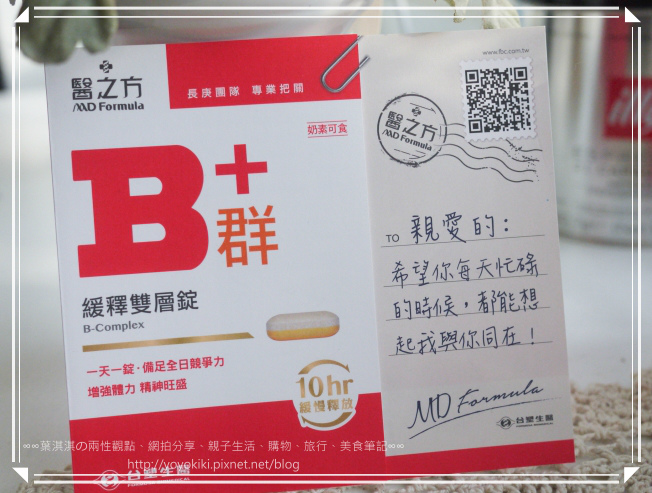 醫之方
MD Formula
長庚團隊 專業把關
奶素可食
B+
群
緩釋雙層錠
B-Complex
一天一錠·備足全日競爭力
增強體力 精神旺盛
10hr
緩慢釋放
台塑生醫
www.fbc.com.tw
醫之方
MD Formula
TO 親愛的:
希望你每天忙碌
的時候,都能想
起我與你同在!
MD Formula
台塑生醫
illy
∞∞葉淇淇の兩性觀點、網拍分享、親子生活、購物、旅行、美食筆記∞∞
http://yoyokiki.pixnet.net/blog